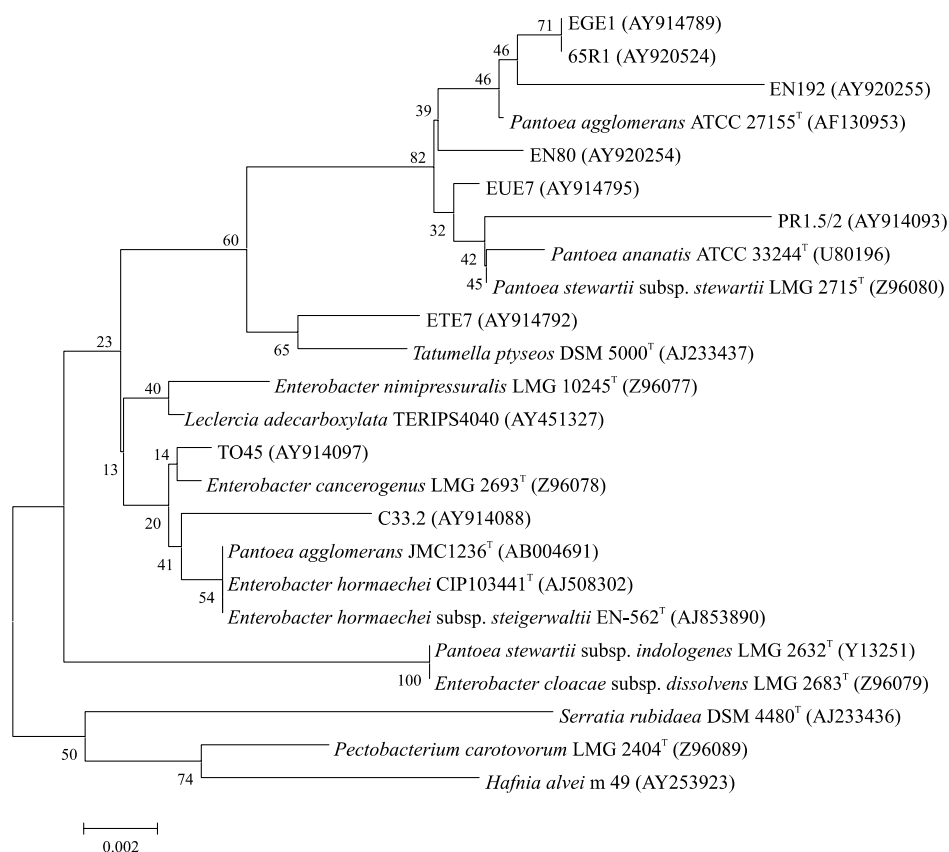 71 EGE1 (AY914789)
65R1 (AY920524)
46
EN192 (AY920255)
46
Pantoea agglomerans ATCC 27155ᵀ (AF130953)
39
EN80 (AY920254)
82
EUE7 (AY914795)
PR1.5/2 (AY914093)
32
Pantoea ananatis ATCC 33244ᵀ (U80196)
42
45 Pantoea stewartii subsp. stewartii LMG 2715ᵀ (Z96080)
60
ETE7 (AY914792)
65 Tatumella ptyseos DSM 5000ᵀ (AJ233437)
23
40 Enterobacter nimipressuralis LMG 10245ᵀ (Z96077)
Leclercia adecarboxylata TERIPS4040 (AY451327)
14 TO45 (AY914097)
13
Enterobacter cancerogenus LMG 2693ᵀ (Z96078)
20 C33.2 (AY914088)
41 Pantoea agglomerans JMC1236ᵀ (AB004691)
Enterobacter hormaechei CIP103441ᵀ (AJ508302)
54
Enterobacter hormaechei subsp. steigerwaltii EN-562ᵀ (AJ853890)
Pantoea stewartii subsp. indologenes LMG 2632ᵀ (Y13251)
100 Enterobacter cloacae subsp. dissolvens LMG 2683ᵀ (Z96079)
Serratia rubidaea DSM 4480ᵀ (AJ233436)
50 Pectobacterium carotovorum LMG 2404ᵀ (Z96089)
74 Hafnia alvei m 49 (AY253923)
0.002